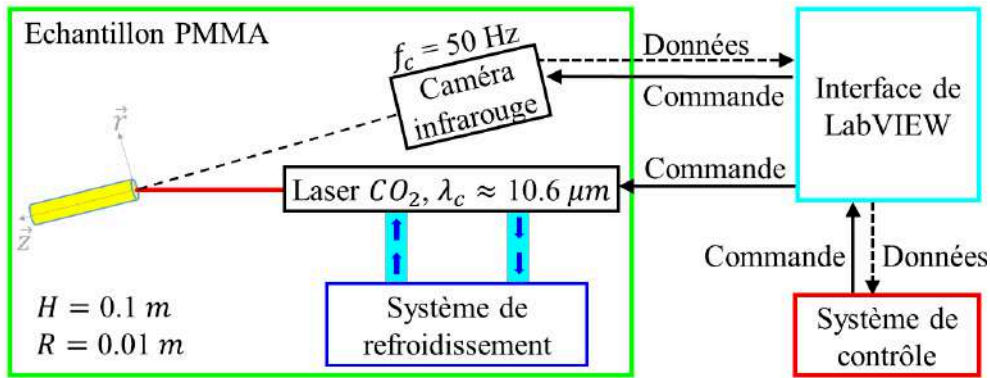 Echantillon PMMA
f_c = 50 Hz
Caméra
infrarouge
Données
Commande
Interface de
LabVIEW
r⃗
z⃗
Laser CO₂, λ_c ≈ 10.6 μm
Commande
Commande
Données
H = 0.1 m
R = 0.01 m
Système de
refroidissement
Système de
contrôle